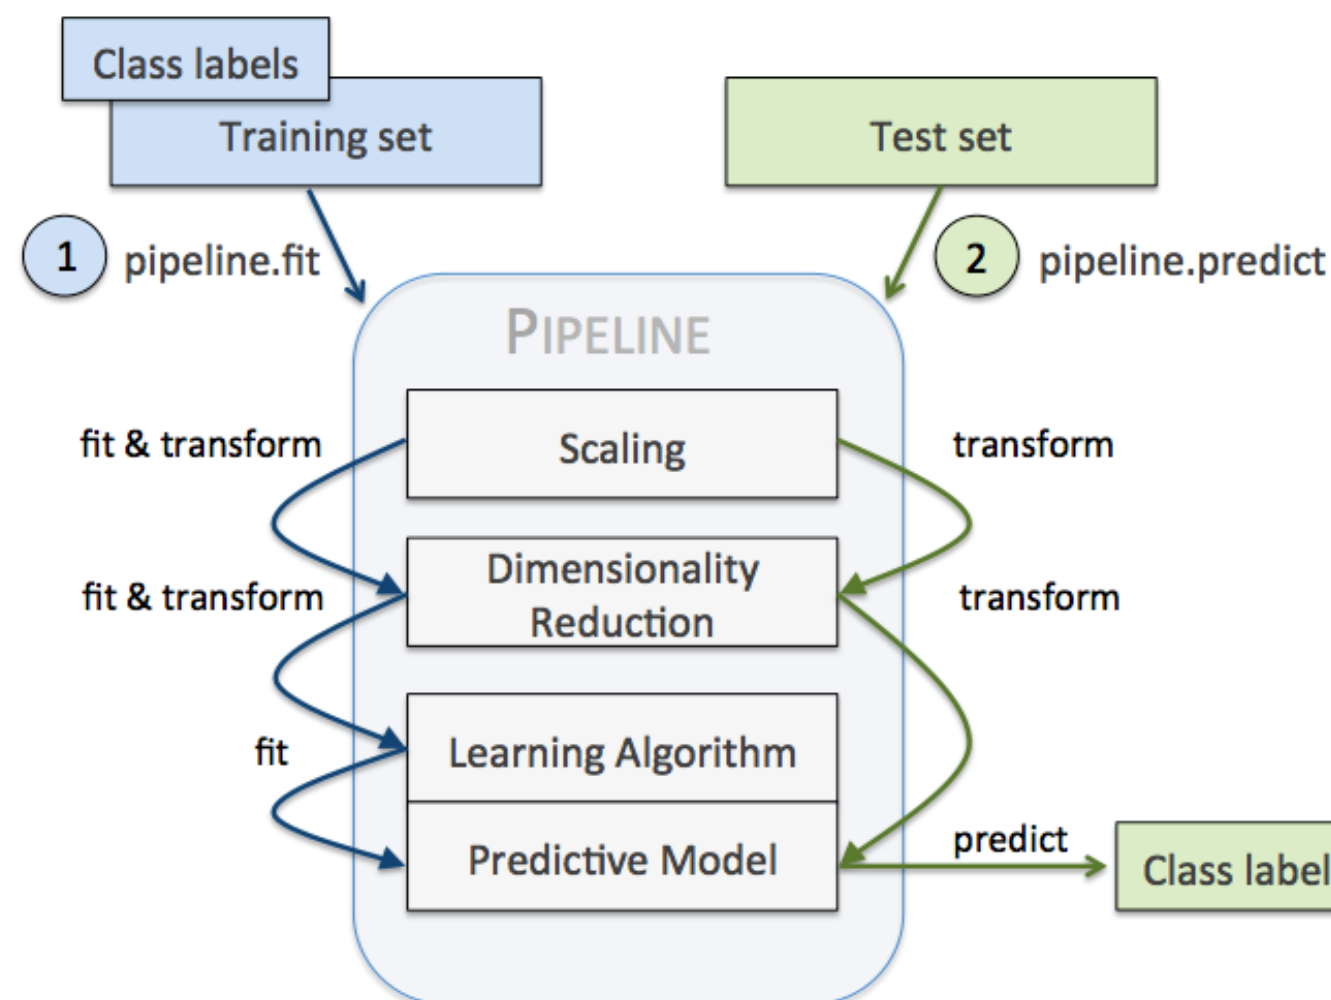 Class labels
Training set
Test set
1
pipeline.fit
2
pipeline.predict
PIPELINE
fit & transform
Scaling
transform
fit & transform
Dimensionality
Reduction
transform
fit
Learning Algorithm
Predictive Model
predict
Class label